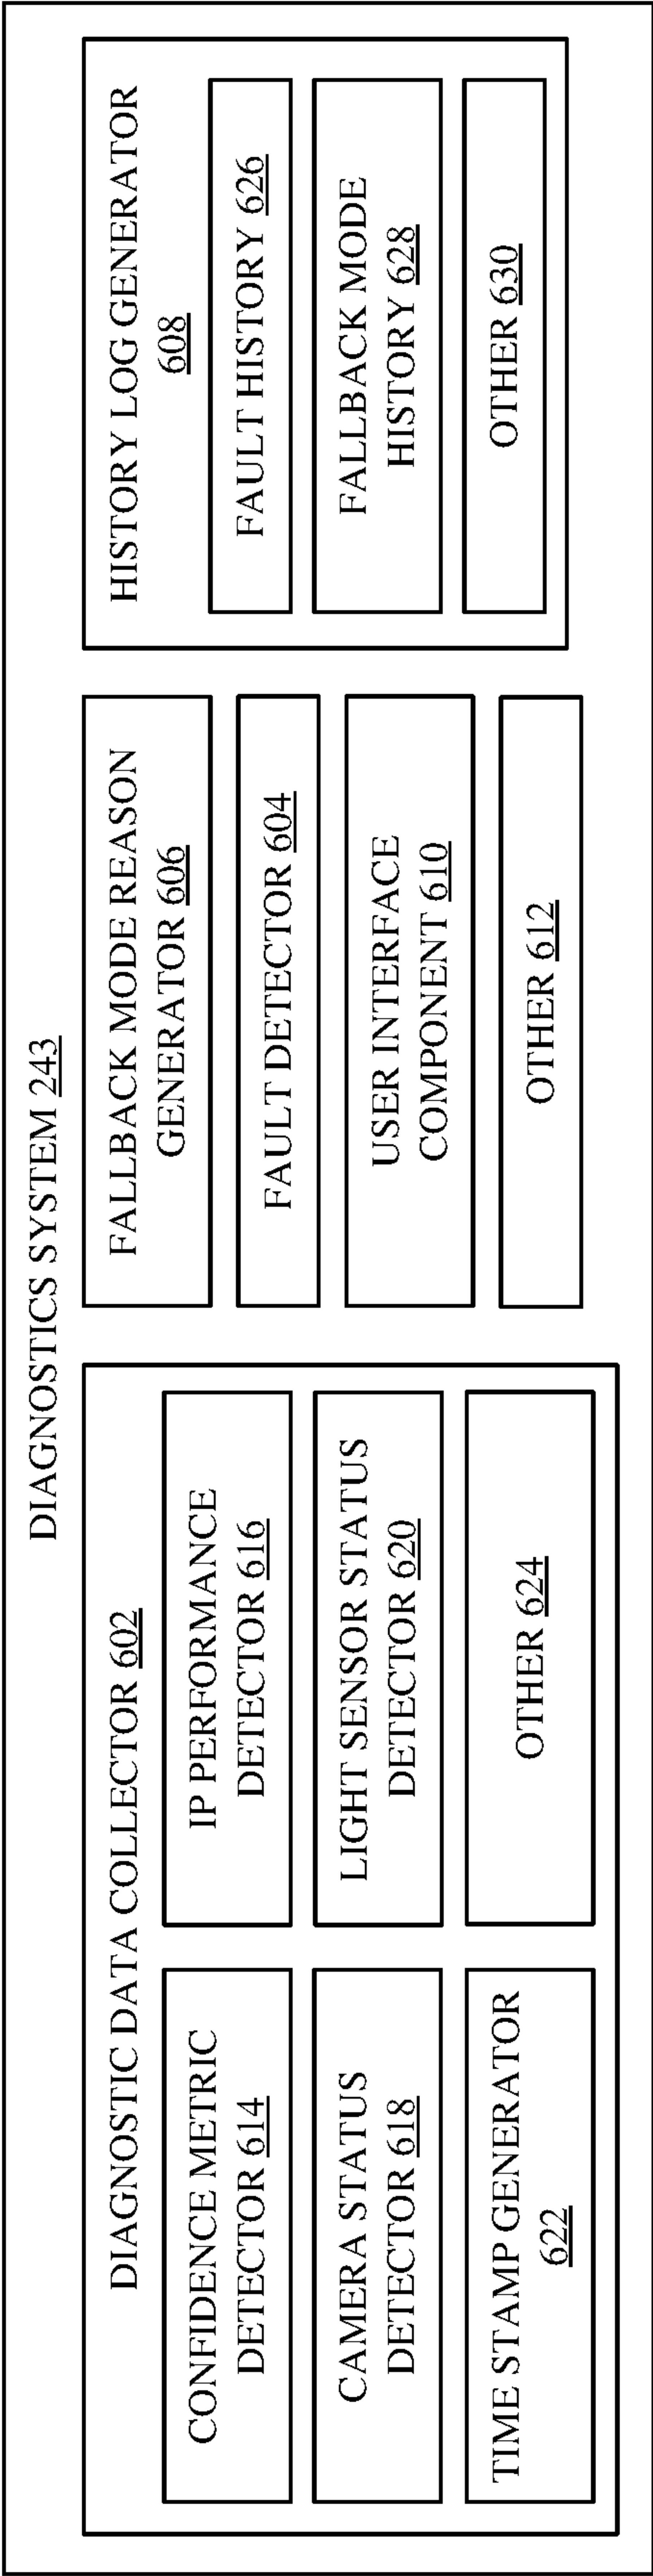 DIAGNOSTICS SYSTEM 243
DIAGNOSTIC DATA COLLECTOR 602
CONFIDENCE METRIC
DETECTOR 614
IP PERFORMANCE
DETECTOR 616
CAMERA STATUS
DETECTOR 618
LIGHT SENSOR STATUS
DETECTOR 620
TIME STAMP GENERATOR
622
OTHER 624
FALLBACK MODE REASON
GENERATOR 606
FAULT DETECTOR 604
USER INTERFACE
COMPONENT 610
OTHER 612
HISTORY LOG GENERATOR
608
FAULT HISTORY 626
FALLBACK MODE
HISTORY 628
OTHER 630